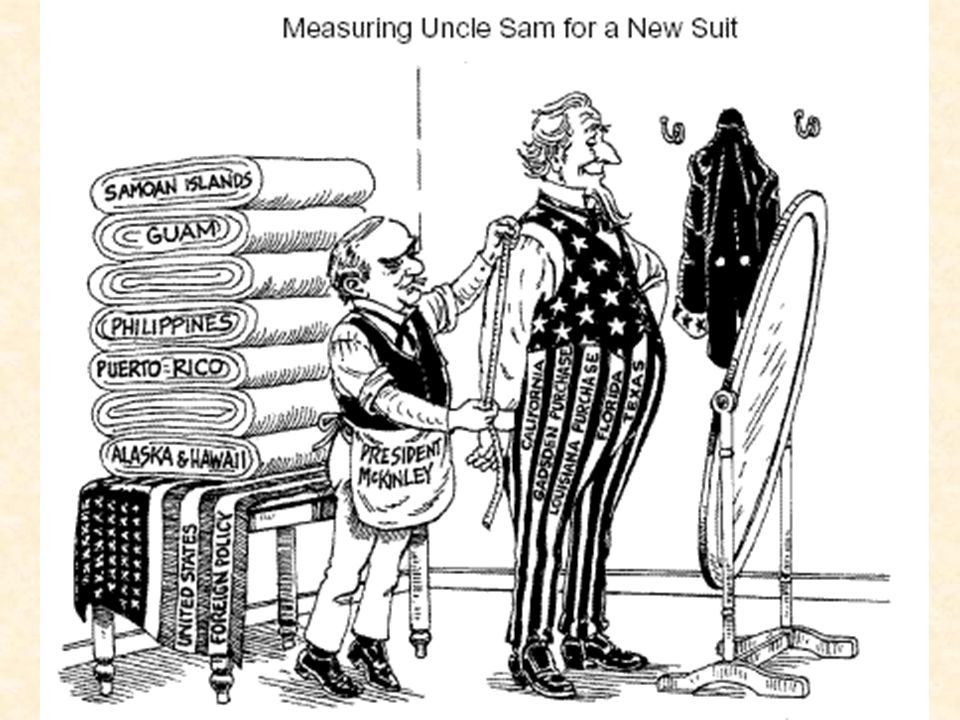 Measuring Uncle Sam for a New Suit
SAMOAN ISLANDS
GUAM
PHILIPPINES
PUERTO-RICO
ALASKA & HAWAII
UNITED STATES
FOREIGN POLICY
PRESIDENT
McKINLEY
CALIFORNIA
GADSDEN PURCHASE
LOUISIANA PURCHASE
FLORIDA
TEXAS